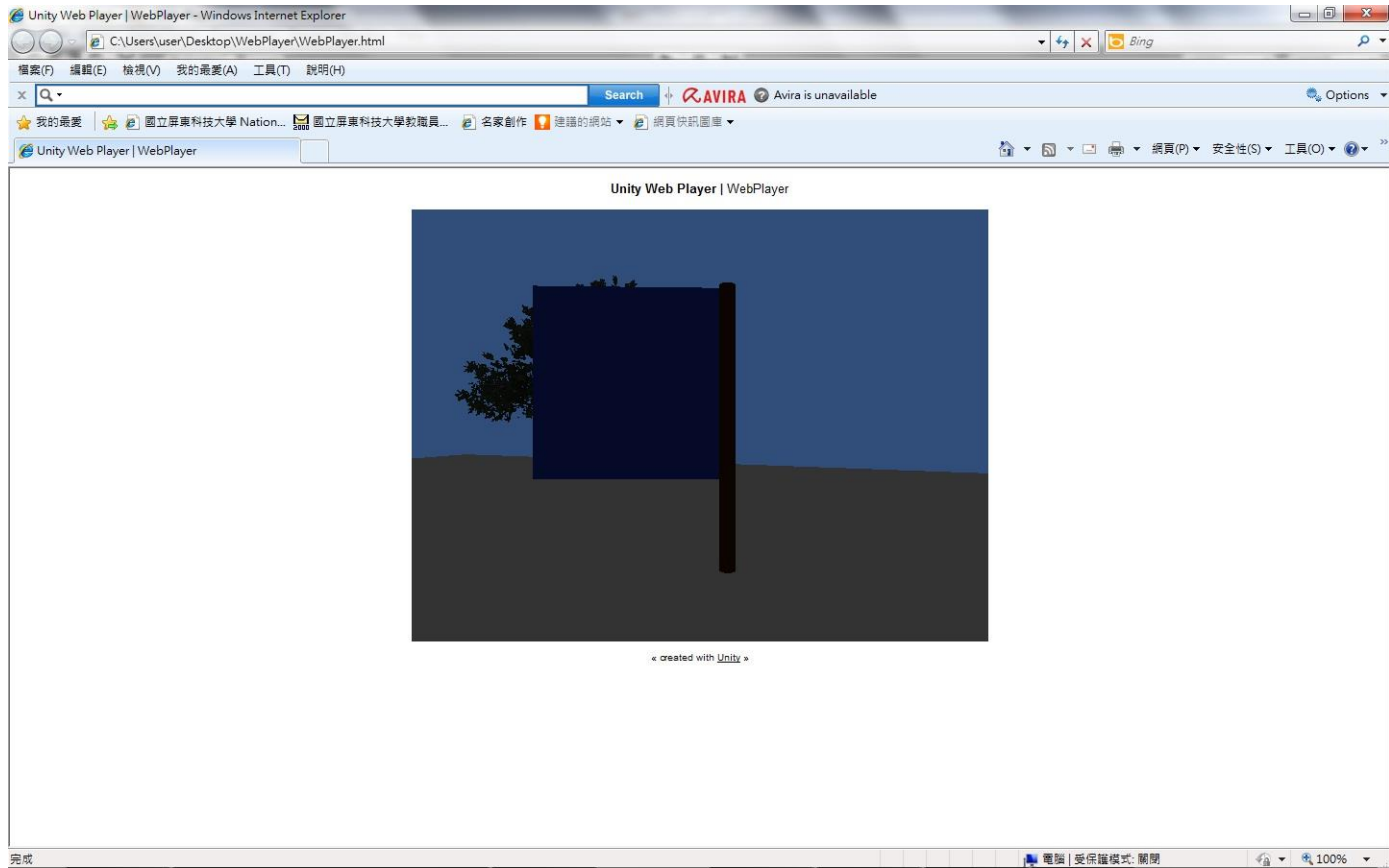 Unity Web Player | WebPlayer - Windows Internet Explorer
C:\Users\user\Desktop\WebPlayer\WebPlayer.html Bing
檔案(F) 編輯(E) 檢視(V) 我的最愛(A) 工具(T) 說明(H)
Search AVIRA Avira is unavailable Options
我的最愛 國立屏東科技大學 Nation... 國立屏東科技大學教職員... 名家創作 建議的網站 網頁快訊圖庫
Unity Web Player | WebPlayer 網頁(P) 安全性(S) 工具(O)
Unity Web Player | WebPlayer
« created with Unity »
完成 電腦 | 受保護模式: 關閉 100%